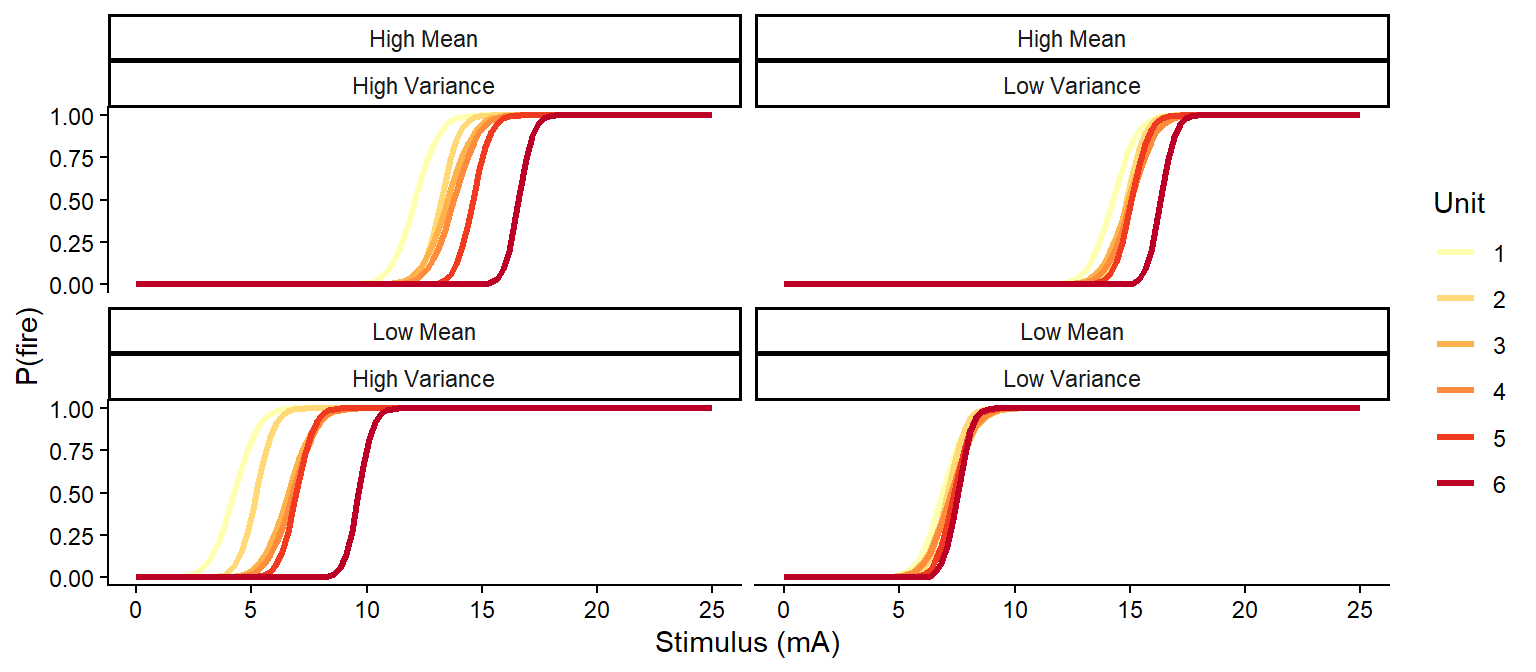 High Mean
High Variance
High Mean
Low Variance
1.00
0.75
0.50
0.25
0.00
Low Mean
High Variance
Low Mean
Low Variance
1.00
0.75
0.50
0.25
0.00
P(fire)
0 5 10 15 20 25
0 5 10 15 20 25
Stimulus (mA)
Unit
1
2
3
4
5
6